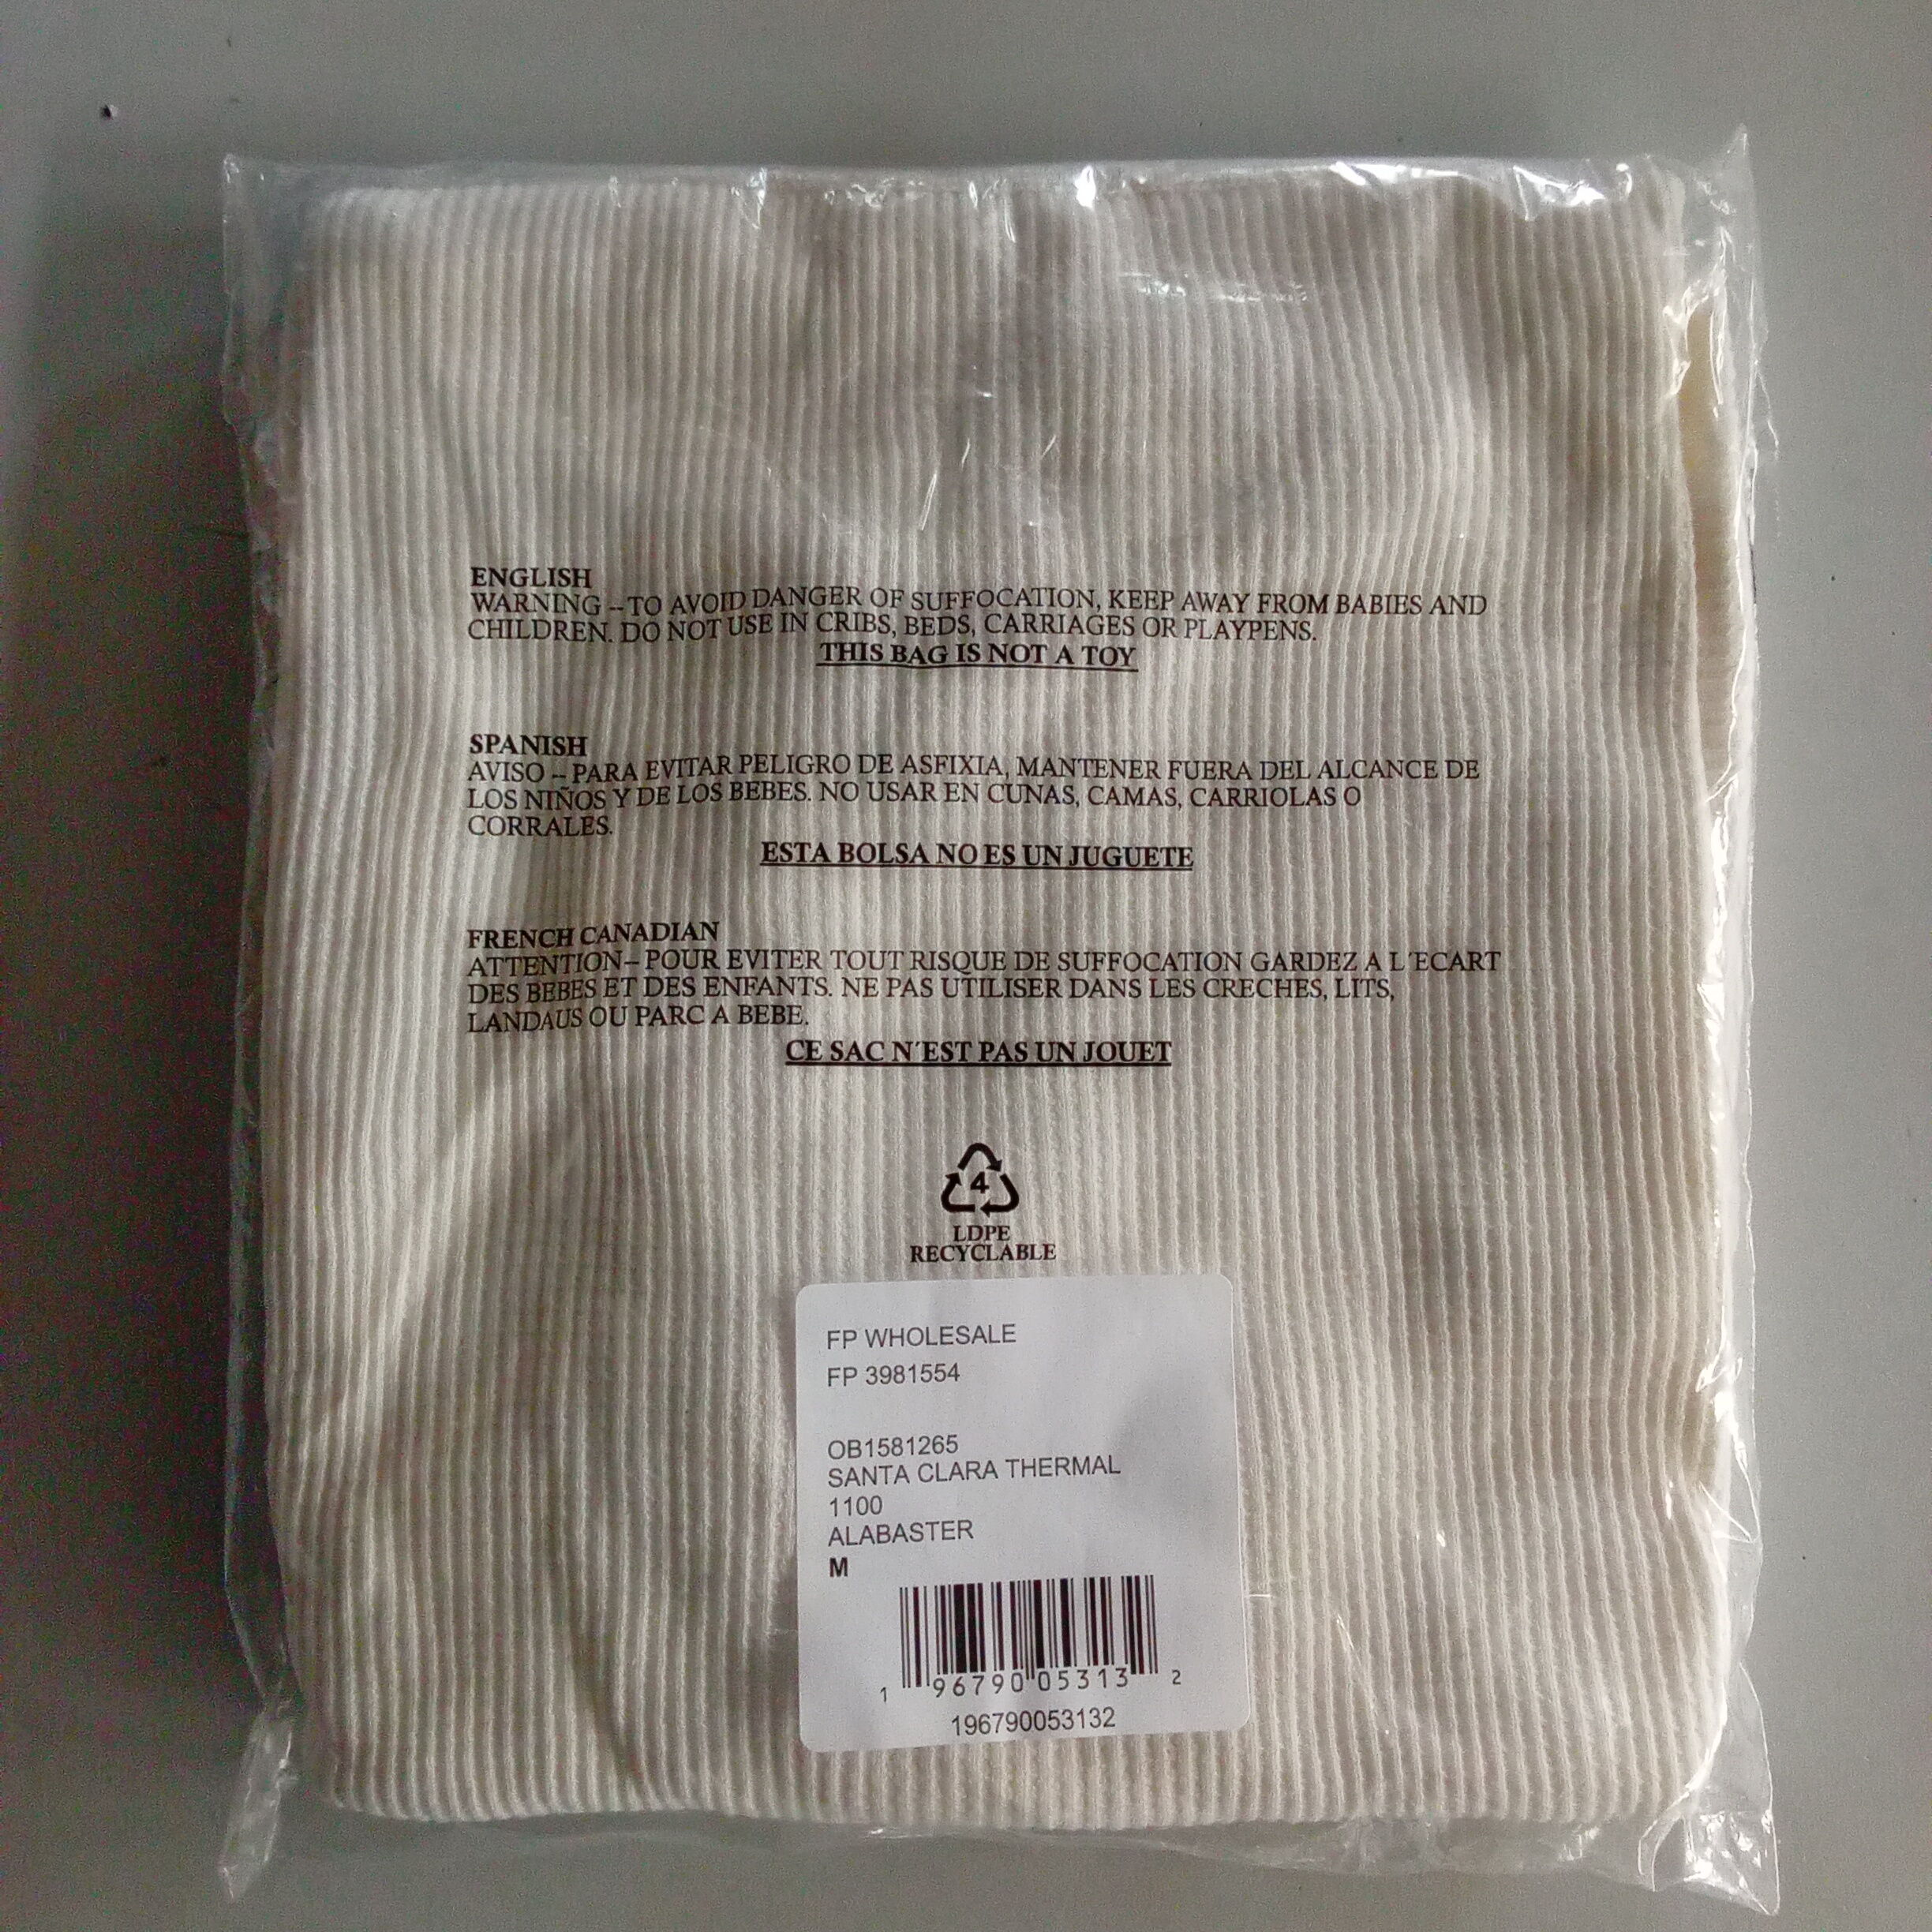 ENGLISH
WARNING – TO AVOID DANGER OF SUFFOCATION, KEEP AWAY FROM BABIES AND
CHILDREN. DO NOT USE IN CRIBS, BEDS, CARRIAGES OR PLAYPENS.
THIS BAG IS NOT A TOY
SPANISH
AVISO – PARA EVITAR PELIGRO DE ASFIXIA, MANTENER FUERA DEL ALCANCE DE
LOS NIÑOS Y DE LOS BEBES. NO USAR EN CUNAS, CAMAS, CARRIOLAS O
CORRALES.
ESTA BOLSA NO ES UN JUGUETE
FRENCH CANADIAN
ATTENTION– POUR EVITER TOUT RISQUE DE SUFFOCATION GARDEZ A L´ECART
DES BEBES ET DES ENFANTS. NE PAS UTILISER DANS LES CRECHES, LITS,
LANDAUS OU PARC A BEBE.
CE SAC N´EST PAS UN JOUET
4
LDPE
RECYCLABLE
FP WHOLESALE
FP 3981554
OB1581265
SANTA CLARA THERMAL
1100
ALABASTER
M
1 96790 05313 2
196790053132